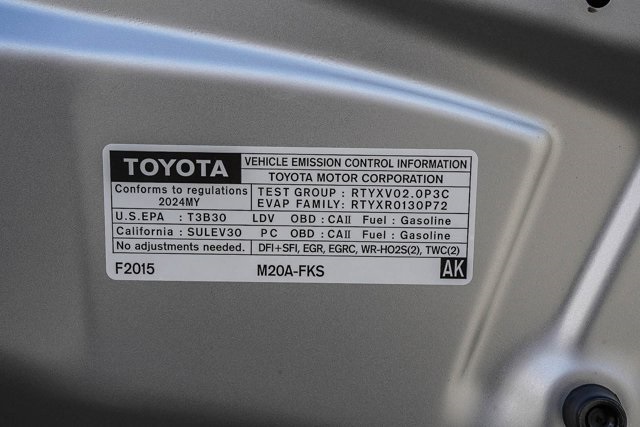 TOYOTA VEHICLE EMISSION CONTROL INFORMATION
TOYOTA MOTOR CORPORATION
Conforms to regulations 2024MY
TEST GROUP : RTYXV02.0P3C
EVAP FAMILY: RTYXR0130P72
U.S.EPA : T3B30 LDV OBD : CAII Fuel : Gasoline
California : SULEV30 PC OBD : CAII Fuel : Gasoline
No adjustments needed. DFI+SFI, EGR, EGRC, WR-HO2S(2), TWC(2)
F2015 M20A-FKS AK